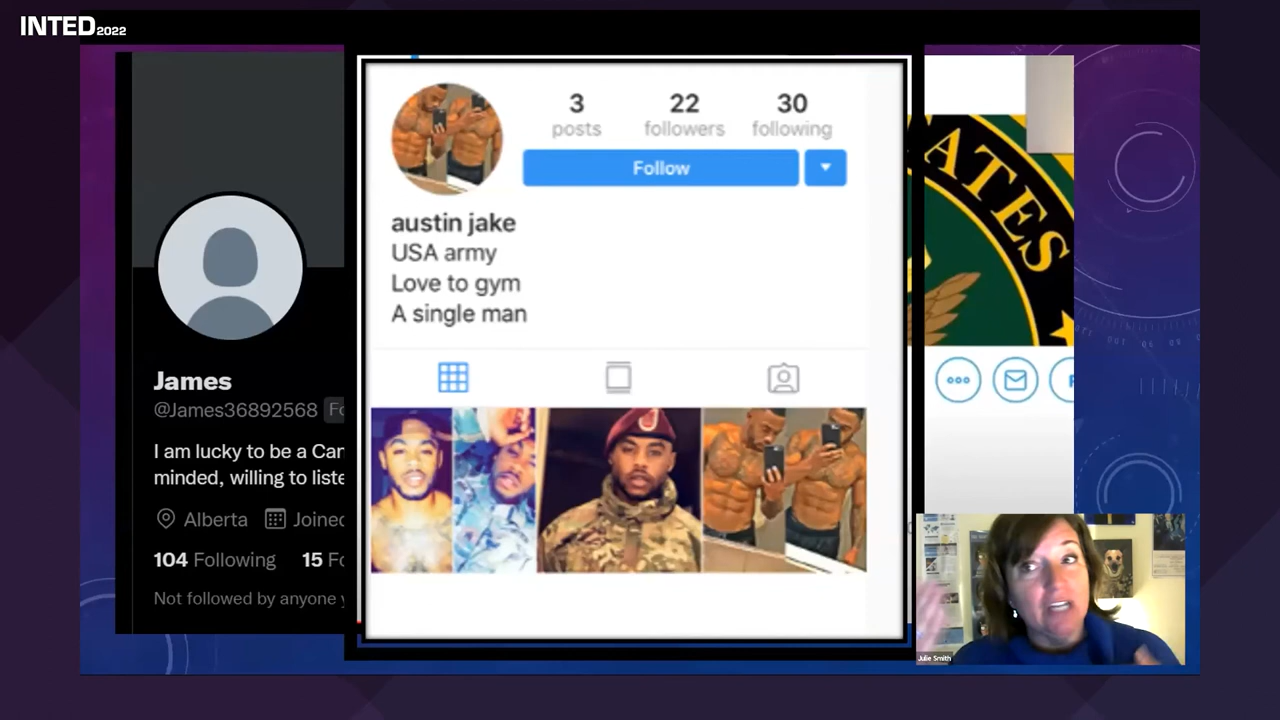 INTED2022
3 22 30
posts followers following
Follow
austin jake
USA army
Love to gym
A single man
James
@James36892568
I am lucky to be a Can
minded, willing to liste
Alberta Joined
104 Following 15 Fo
Not followed by anyone y
ATES
Julie Smith